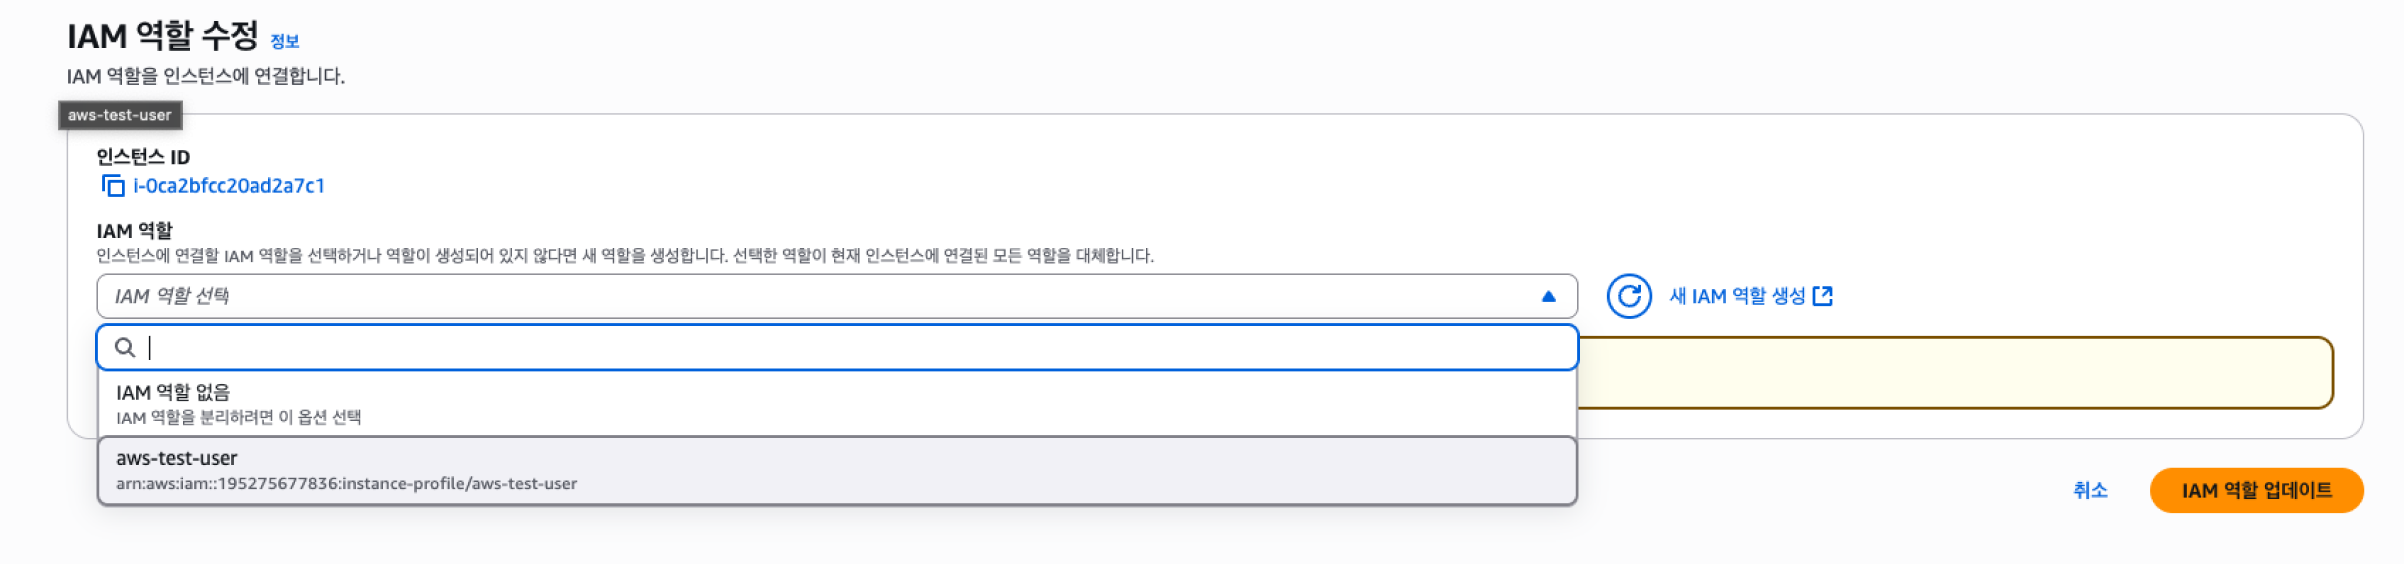 IAM 역할 수정 정보
IAM 역할을 인스턴스에 연결합니다.
aws-test-user
인스턴스 ID
i-0ca2bfcc20ad2a7c1
IAM 역할
인스턴스에 연결할 IAM 역할을 선택하거나 역할이 생성되어 있지 않다면 새 역할을 생성합니다. 선택한 역할이 현재 인스턴스에 연결된 모든 역할을 대체합니다.
IAM 역할 선택
새 IAM 역할 생성
IAM 역할 없음
IAM 역할을 분리하려면 이 옵션 선택
aws-test-user
arn:aws:iam::195275677836:instance-profile/aws-test-user
취소
IAM 역할 업데이트